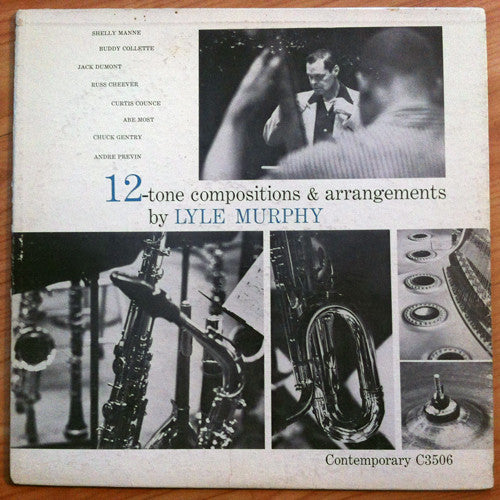 SHELLY MANNE
BUDDY COLLETTE
JACK DUMONT
RUSS CHEEVER
CURTIS COUNCE
ABE MOST
CHUCK GENTRY
ANDRE PREVIN
12-tone compositions & arrangements
by LYLE MURPHY
Contemporary C3506